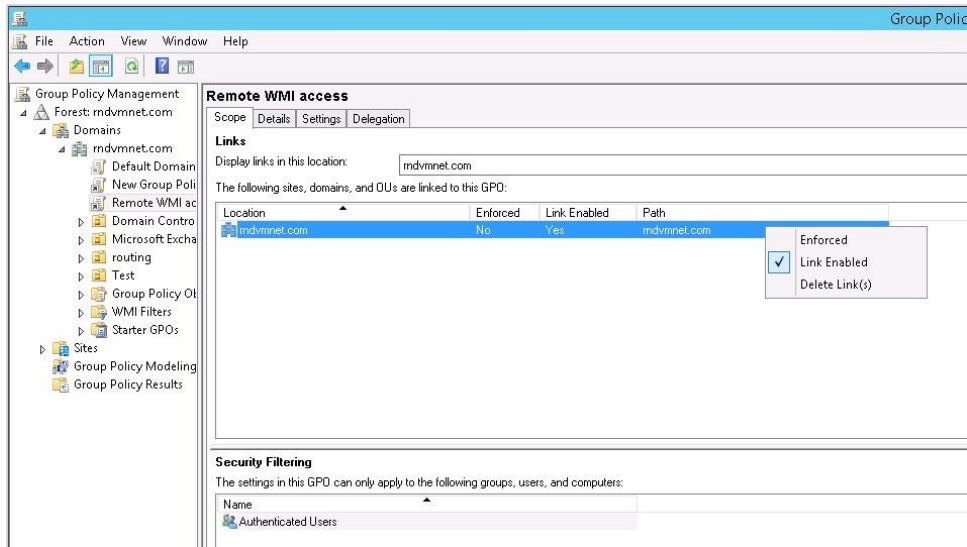 Group Polic
File Action View Window Help
Group Policy Management
Forest: rndvmnet.com
Domains
rndvmnet.com
Default Domain
New Group Poli
Remote WMI ac
Domain Contro
Microsoft Excha
routing
Test
Group Policy Ob
WMI Filters
Starter GPOs
Sites
Group Policy Modeling
Group Policy Results
Remote WMI access
Scope Details Settings Delegation
Links
Display links in this location: rndvmnet.com
The following sites, domains, and OUs are linked to this GPO:
Location Enforced Link Enabled Path
rndvmnet.com No Yes rndvmnet.com
Enforced
Link Enabled
Delete Link(s)
Security Filtering
The settings in this GPO can only apply to the following groups, users, and computers:
Name
Authenticated Users